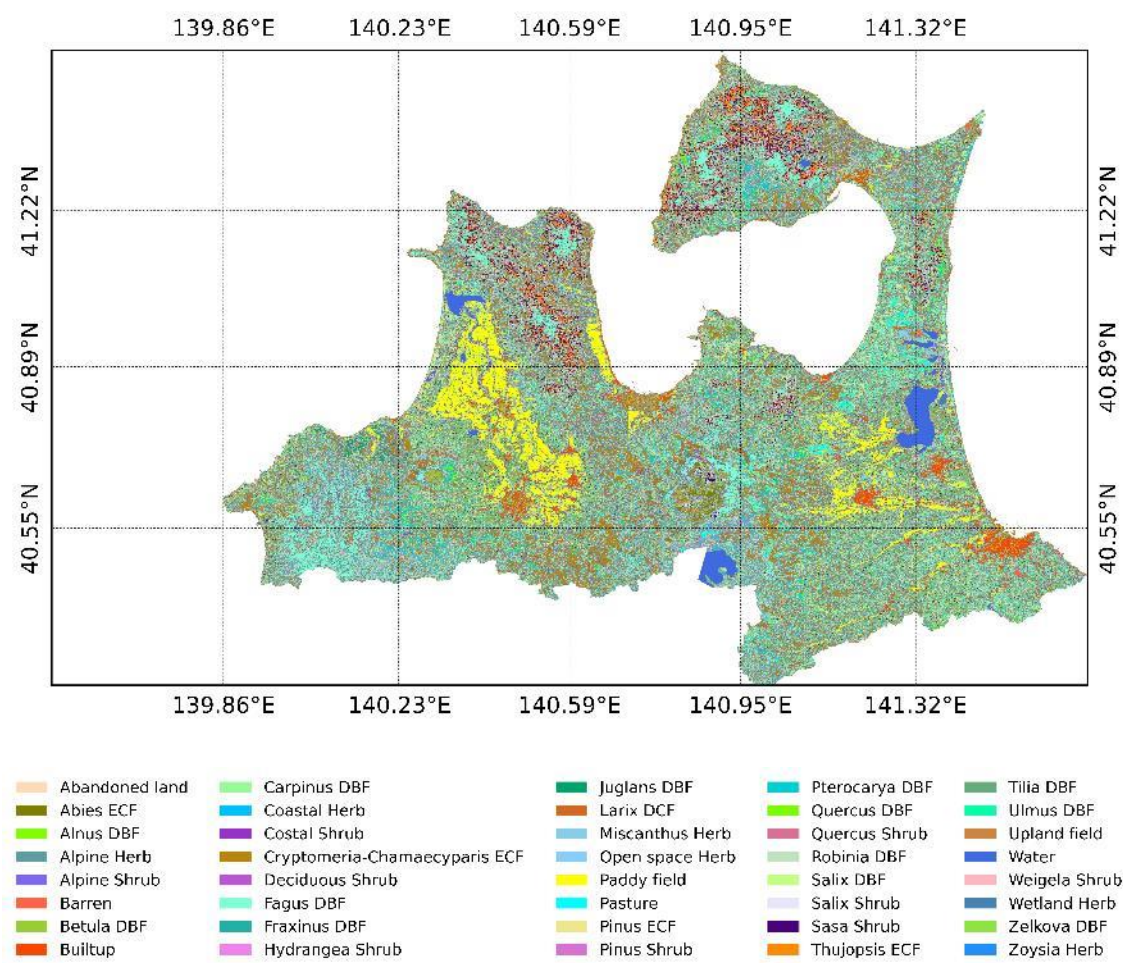 139.86°E 140.23°E 140.59°E 140.95°E 141.32°E
41.22°N 41.22°N
40.89°N 40.89°N
40.55°N 40.55°N
139.86°E 140.23°E 140.59°E 140.95°E 141.32°E
Abandoned land Carpinus DBF Juglans DBF Pterocarya DBF Tilia DBF
Abies ECF Coastal Herb Larix DCF Quercus DBF Ulmus DBF
Alnus DBF Costal Shrub Miscanthus Herb Quercus Shrub Upland field
Alpine Herb Cryptomeria-Chamaecyparis ECF Open space Herb Robinia DBF Water
Alpine Shrub Deciduous Shrub Paddy field Salix DBF Weigela Shrub
Barren Fagus DBF Pasture Salix Shrub Wetland Herb
Betula DBF Fraxinus DBF Pinus ECF Sasa Shrub Zelkova DBF
Builtup Hydrangea Shrub Pinus Shrub Thujopsis ECF Zoysia Herb